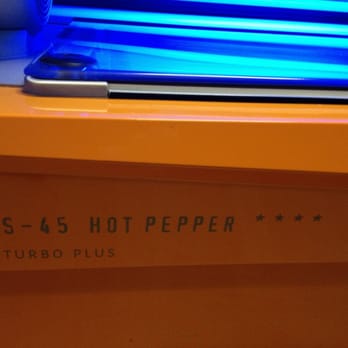 S-45 HOT PEPPER ****
TURBO PLUS